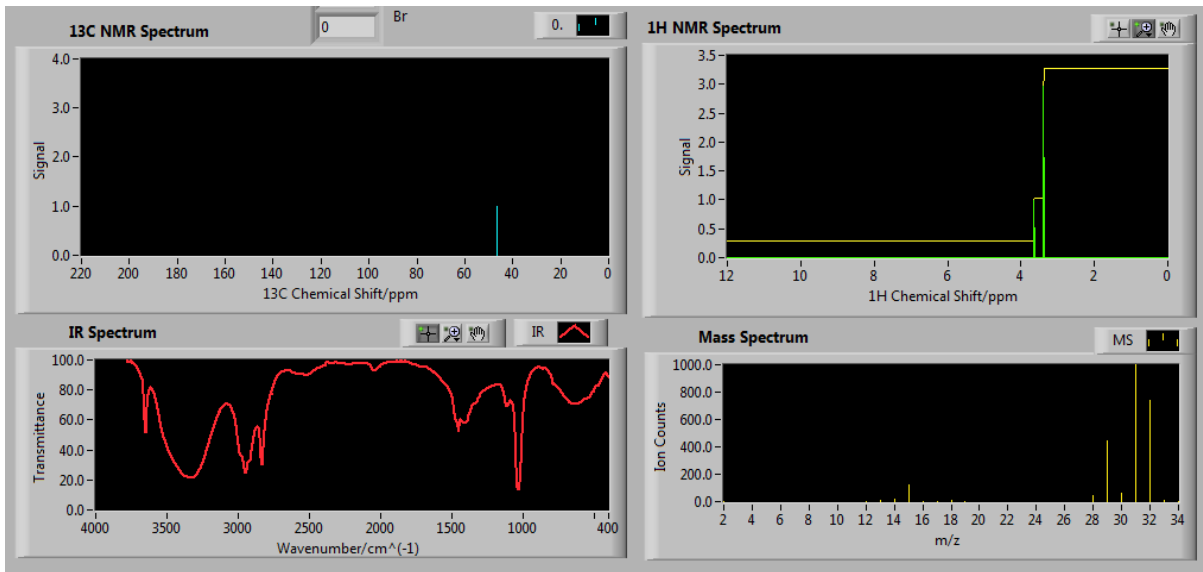 Br
0
13C NMR Spectrum
0.
4.0
3.0
2.0
1.0
0.0
Signal
220 200 180 160 140 120 100 80 60 40 20 0
13C Chemical Shift/ppm
1H NMR Spectrum
3.5
3.0
2.5
2.0
1.5
1.0
0.5
0.0
Signal
12 10 8 6 4 2 0
1H Chemical Shift/ppm
IR Spectrum
IR
100.0
80.0
60.0
40.0
20.0
0.0
Transmittance
4000 3500 3000 2500 2000 1500 1000 400
Wavenumber/cm^(-1)
Mass Spectrum
MS
1000.0
800.0
600.0
400.0
200.0
0.0
Ion Counts
2 4 6 8 10 12 14 16 18 20 22 24 26 28 30 32 34
m/z